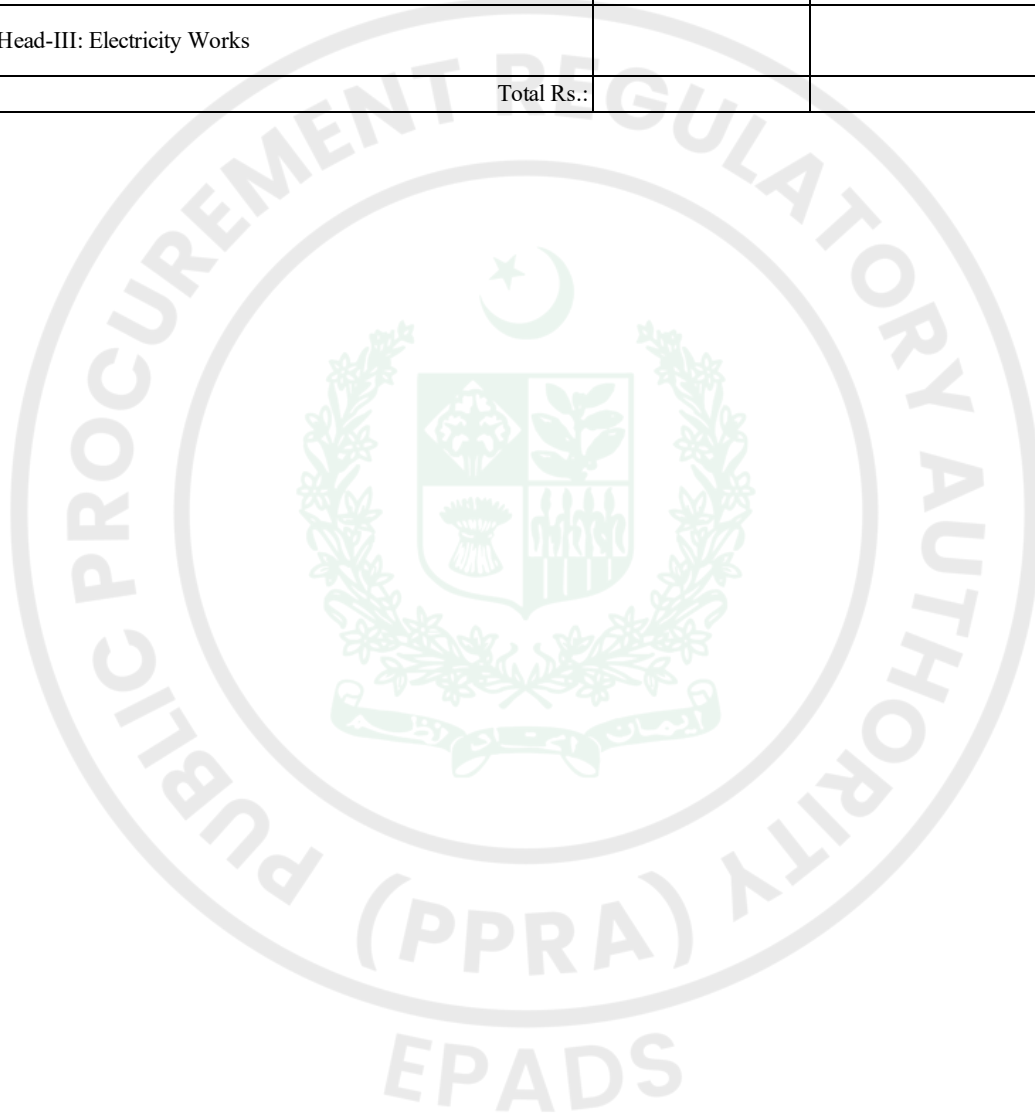 Head-III: Electricity Works
Total Rs.:
PUBLIC PROCUREMENT REGULATORY AUTHORITY
(PPRA)
EPADS